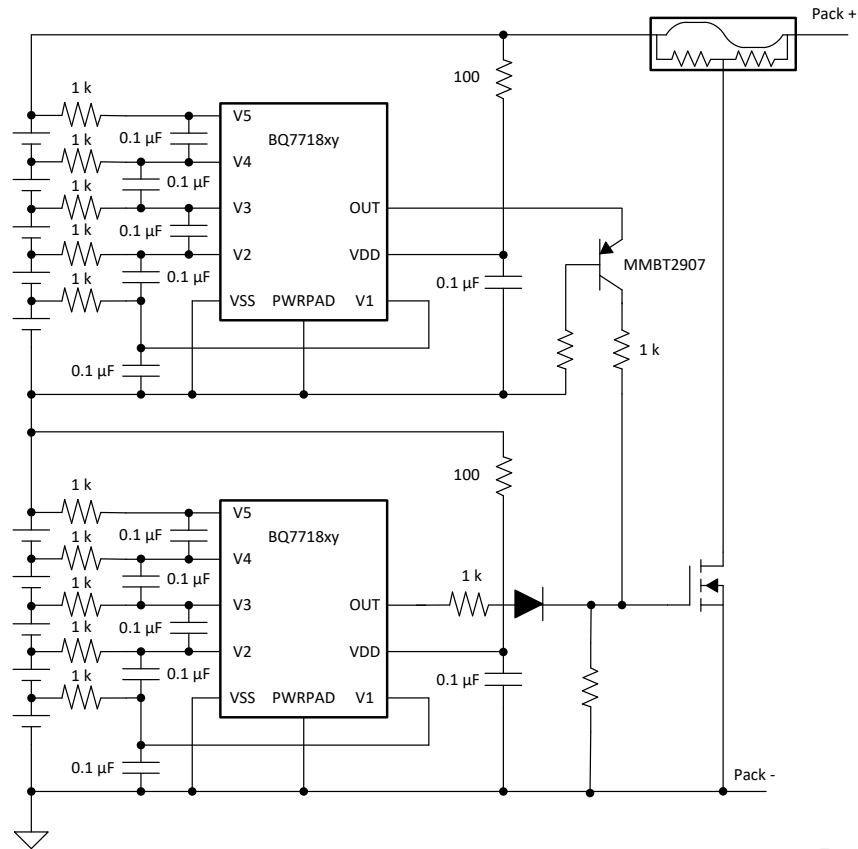 Pack +
1 k
100
V5
0.1 µF
BQ7718xy
1 k
V4
0.1 µF
1 k
V3
OUT
0.1 µF
1 k
V2
VDD
MMBT2907
0.1 µF
0.1 µF
1 k
VSS
PWRPAD
V1
1 k
0.1 µF
1 k
100
V5
0.1 µF
BQ7718xy
1 k
V4
0.1 µF
1 k
1 k
V3
OUT
0.1 µF
1 k
V2
VDD
0.1 µF
0.1 µF
1 k
VSS
PWRPAD
V1
0.1 µF
Pack -